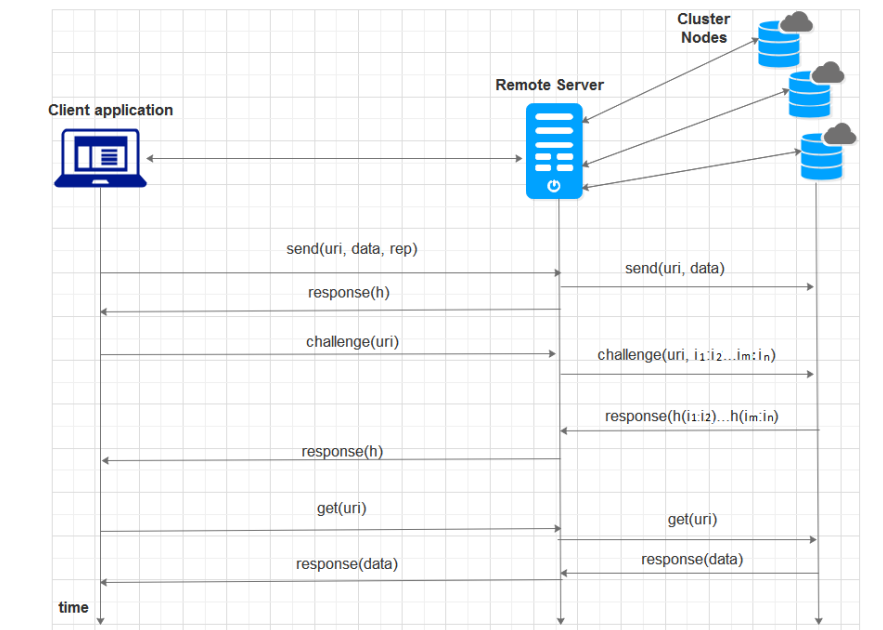 Cluster
Nodes
Remote Server
Client application
send(uri, data, rep)
send(uri, data)
response(h)
challenge(uri)
challenge(uri, i₁:i₂...iₘ:iₙ)
response(h(i₁:i₂)...h(iₘ:iₙ)
response(h)
get(uri)
get(uri)
response(data)
response(data)
time